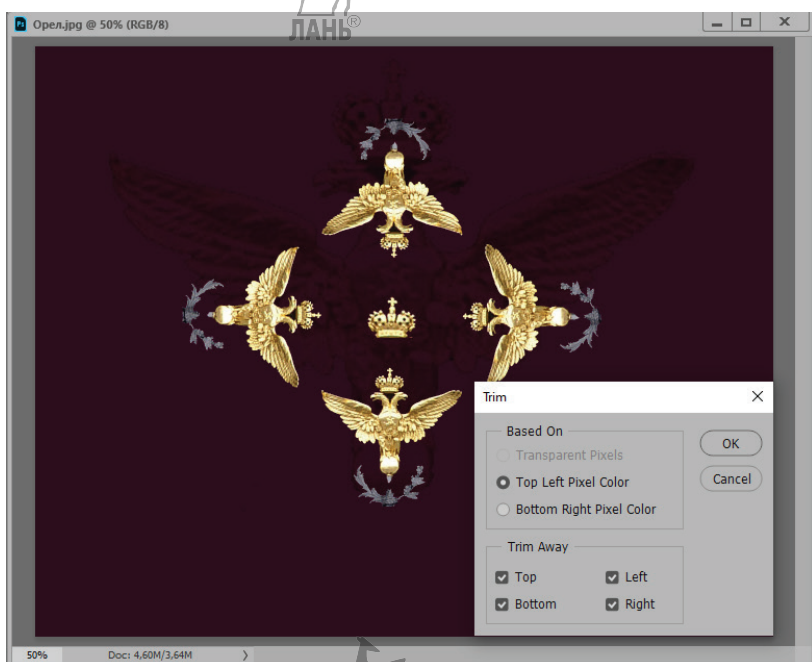 ЛАНЬ®
Орел.jpg @ 50% (RGB/8)
Trim
Based On
Transparent Pixels
Top Left Pixel Color
Bottom Right Pixel Color
OK
Cancel
Trim Away
Top
Left
Bottom
Right
50%
Doc: 4,60M/3,64M